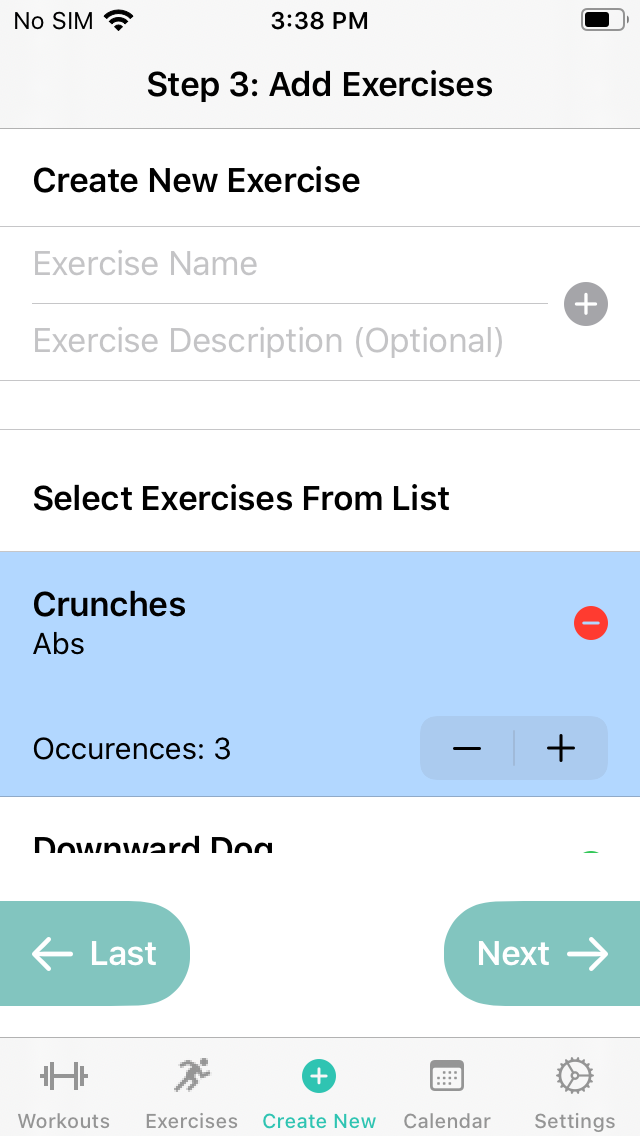 No SIM 3:38 PM
Step 3: Add Exercises
Create New Exercise
Exercise Name
Exercise Description (Optional)
Select Exercises From List
Crunches
Abs
Occurences: 3
Downward Dog
Last Next
Workouts Exercises Create New Calendar Settings